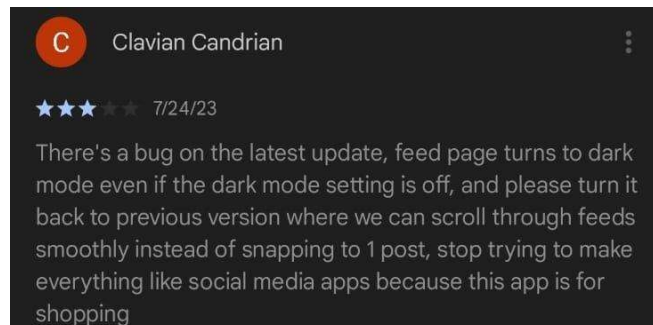 C Clavian Candrian
7/24/23
There's a bug on the latest update, feed page turns to dark
mode even if the dark mode setting is off, and please turn it
back to previous version where we can scroll through feeds
smoothly instead of snapping to 1 post, stop trying to make
everything like social media apps because this app is for
shopping